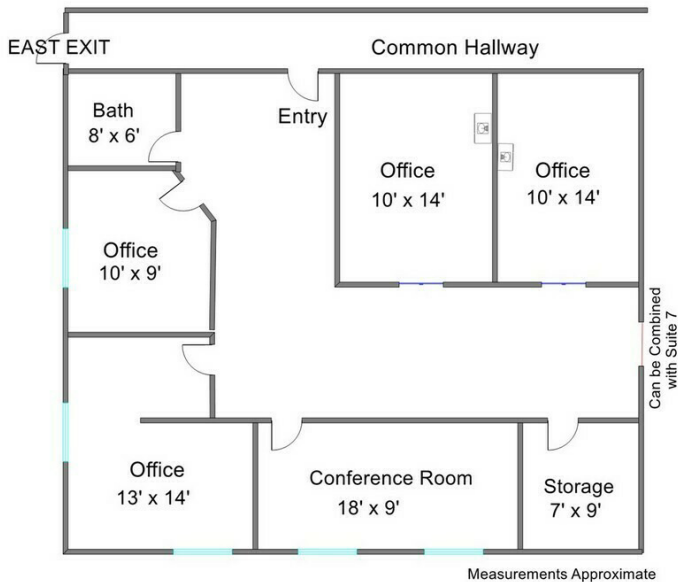 EAST EXIT
Common Hallway
Bath
8' x 6'
Entry
Office
10' x 14'
Office
10' x 14'
Office
10' x 9'
Can be Combined
with Suite 7
Office
13' x 14'
Conference Room
18' x 9'
Storage
7' x 9'
Measurements Approximate